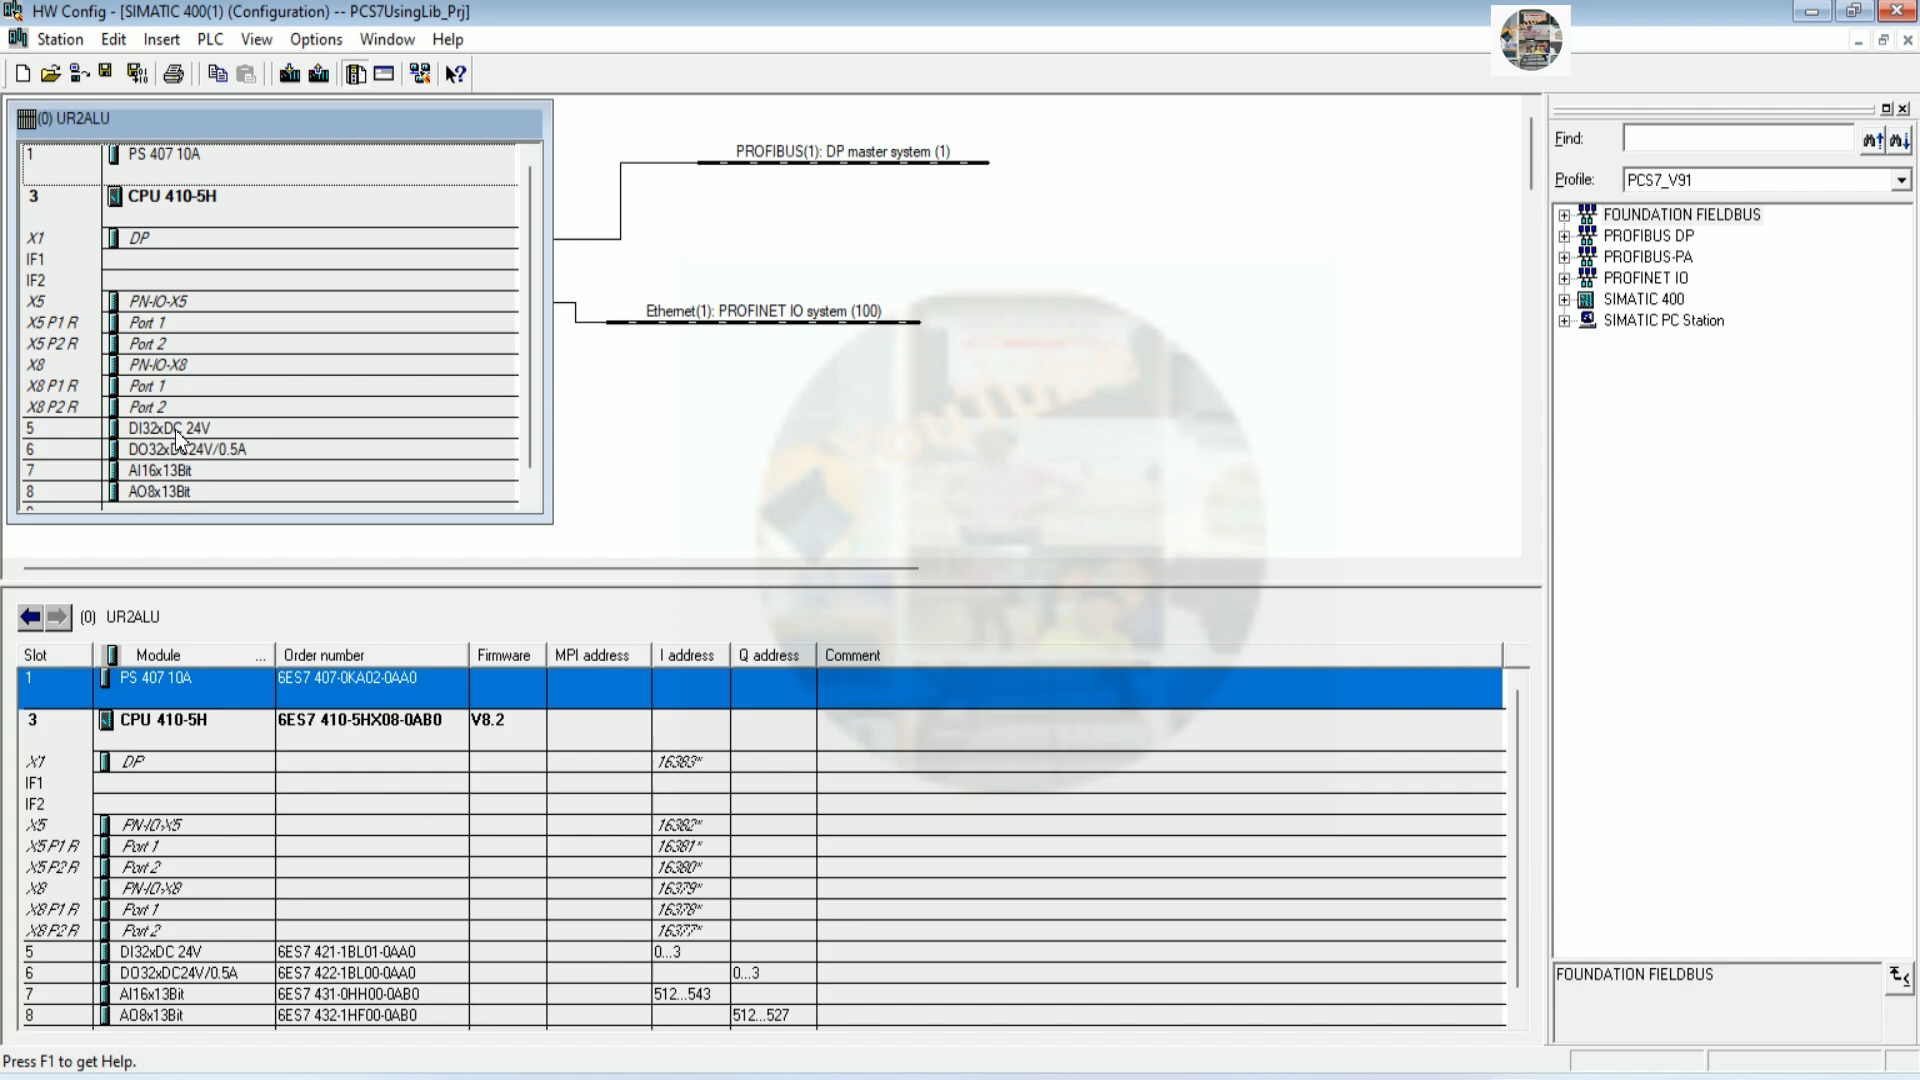 HW Config - [SIMATIC 400(1) (Configuration) -- PCS7UsingLib_Prj]
Station Edit Insert PLC View Options Window Help
(0) UR2ALU
1 PS 407 10A
3 CPU 410-5H
X1 DP
IF1
IF2
X5 PN-IO-X5
X5 P1 R Port 1
X5 P2 R Port 2
X8 PN-IO-X8
X8 P1 R Port 1
X8 P2 R Port 2
5 DI32xDC 24V
6 DO32xDC24V/0.5A
7 AI16x13Bit
8 AO8x13Bit
PROFIBUS(1): DP master system (1)
Ethernet(1): PROFINET IO system (100)
Find:
Profile: PCS7_V91
FOUNDATION FIELDBUS
PROFIBUS DP
PROFIBUS-PA
PROFINET IO
SIMATIC 400
SIMATIC PC Station
FOUNDATION FIELDBUS
(0) UR2ALU
Slot Module ... Order number Firmware MPI address I address Q address Comment
1 PS 407 10A 6ES7 407-0KA02-0AA0
3 CPU 410-5H 6ES7 410-5HX08-0AB0 V8.2
X1 DP 16383*
IF1
IF2
X5 PN-IO-X5 16382*
X5 P1 R Port 1 16381*
X5 P2 R Port 2 16380*
X8 PN-IO-X8 16379*
X8 P1 R Port 1 16378*
X8 P2 R Port 2 16377*
5 DI32xDC 24V 6ES7 421-1BL01-0AA0 0...3
6 DO32xDC24V/0.5A 6ES7 422-1BL00-0AA0 0...3
7 AI16x13Bit 6ES7 431-0HH00-0AB0 512...543
8 AO8x13Bit 6ES7 432-1HF00-0AB0 512...527
Press F1 to get Help.